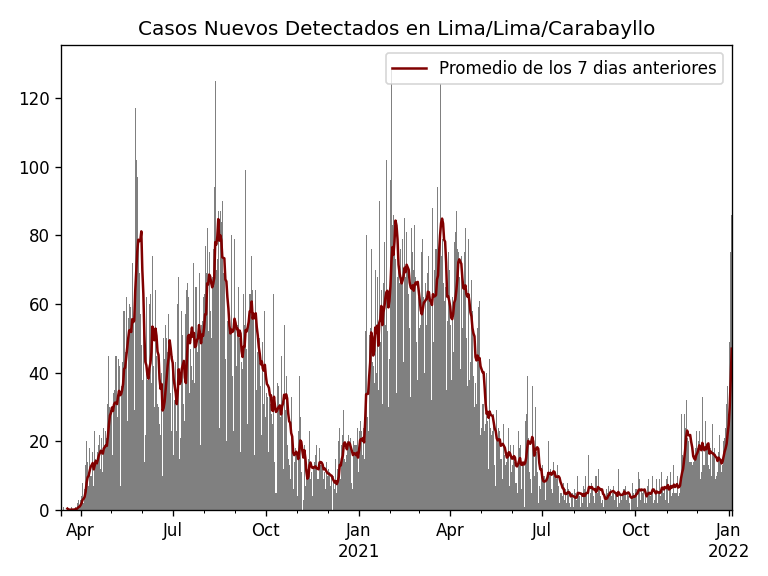 Casos Nuevos Detectados en Lima/Lima/Carabayllo
Promedio de los 7 dias anteriores
120
100
80
60
40
20
0
Apr Jul Oct Jan Apr Jul Oct Jan
2021 2022